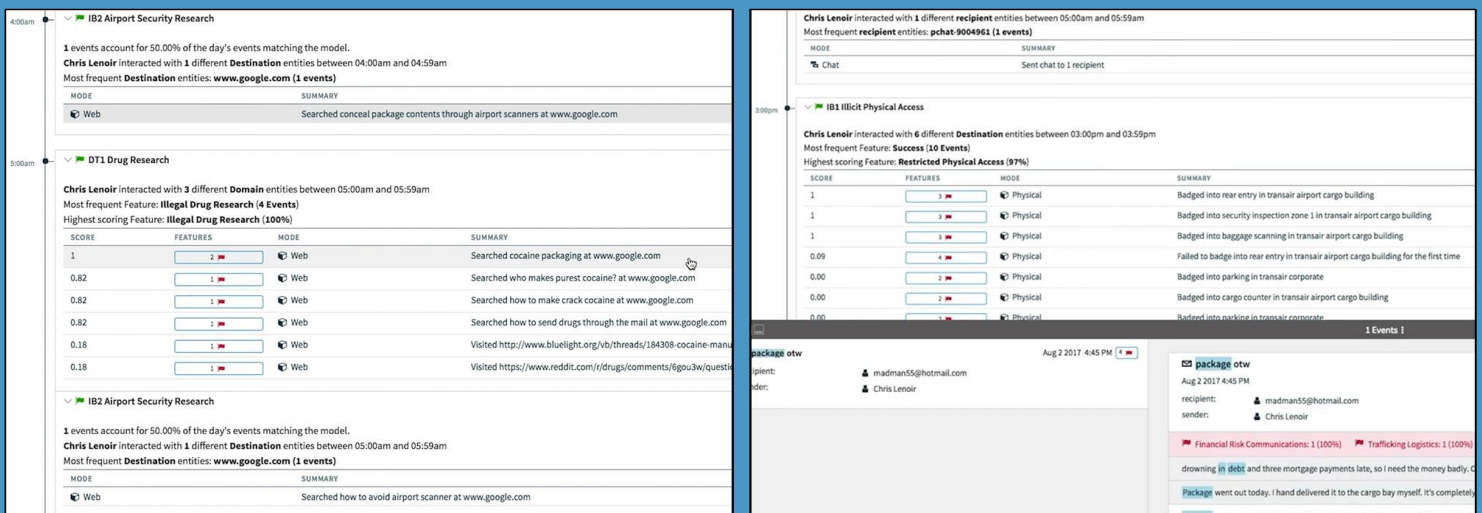 4:00am
IB2 Airport Security Research
1 events account for 50.00% of the day's events matching the model.
Chris Lenoir interacted with 1 different Destination entities between 04:00am and 04:59am
Most frequent Destination entities: www.google.com (1 events)
MODE SUMMARY
Web Searched conceal package contents through airport scanners at www.google.com
5:00am
DT1 Drug Research
Chris Lenoir interacted with 3 different Domain entities between 05:00am and 05:59am
Most frequent Feature: Illegal Drug Research (4 Events)
Highest scoring Feature: Illegal Drug Research (100%)
SCORE FEATURES MODE SUMMARY
1 2 Web Searched cocaine packaging at www.google.com
0.82 1 Web Searched who makes purest cocaine? at www.google.com
0.82 1 Web Searched how to make crack cocaine at www.google.com
0.82 1 Web Searched how to send drugs through the mail at www.google.com
0.18 1 Web Visited http://www.bluelight.org/vb/threads/184308-cocaine-manu
0.18 1 Web Visited https://www.reddit.com/r/drugs/comments/6gou3w/questi
IB2 Airport Security Research
1 events account for 50.00% of the day's events matching the model.
Chris Lenoir interacted with 1 different Destination entities between 05:00am and 05:59am
Most frequent Destination entities: www.google.com (1 events)
MODE SUMMARY
Web Searched how to avoid airport scanner at www.google.com
Chris Lenoir interacted with 1 different recipient entities between 05:00am and 05:59am
Most frequent recipient entities: pchat-9004961 (1 events)
MODE SUMMARY
Chat Sent chat to 1 recipient
3:00pm
IB1 Illicit Physical Access
Chris Lenoir interacted with 6 different Destination entities between 03:00pm and 03:59pm
Most frequent Feature: Success (10 Events)
Highest scoring Feature: Restricted Physical Access (97%)
SCORE FEATURES MODE SUMMARY
1 3 Physical Badged into rear entry in transair airport cargo building
1 3 Physical Badged into security inspection zone 1 in transair airport cargo building
1 3 Physical Badged into baggage scanning in transair airport cargo building
0.09 4 Physical Failed to badge into rear entry in transair airport cargo building for the first time
0.00 2 Physical Badged into parking in transair corporate
0.00 2 Physical Badged into cargo counter in transair airport cargo building
0.00 Physical Badged into parking in transair corporate
1 Events
package otw Aug 2 2017 4:45 PM 4
ipient: madman55@hotmail.com
nder: Chris Lenoir
package otw
Aug 2 2017 4:45 PM
recipient: madman55@hotmail.com
sender: Chris Lenoir
Financial Risk Communications: 1 (100%) Trafficking Logistics: 1 (100%)
drowning in debt and three mortgage payments late, so I need the money badly.
Package went out today. I hand delivered it to the cargo bay myself. it's completely